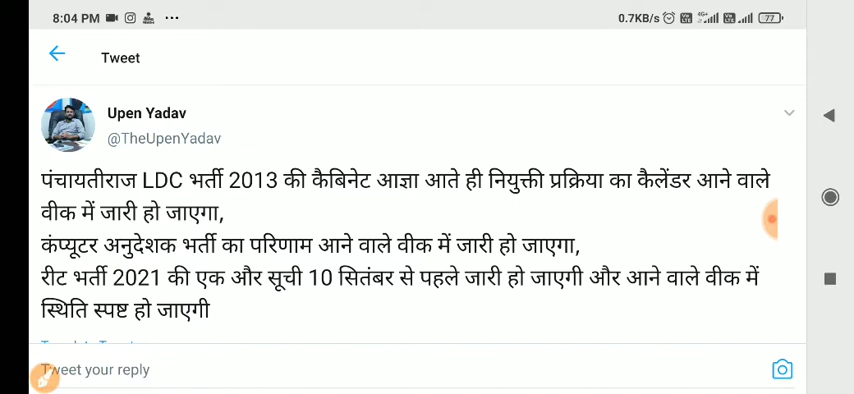 8:04 PM ... 0.7KB/s 4G+ 77
Tweet
Upen Yadav
@TheUpenYadav
पंचायतीराज LDC भर्ती 2013 की कैबिनेट आज्ञा आते ही नियुक्ती प्रक्रिया का कैलेंडर आने वाले
वीक में जारी हो जाएगा,
कंप्यूटर अनुदेशक भर्ती का परिणाम आने वाले वीक में जारी हो जाएगा,
रीट भर्ती 2021 की एक और सूची 10 सितंबर से पहले जारी हो जाएगी और आने वाले वीक में
स्थिति स्पष्ट हो जाएगी
Tweet your reply